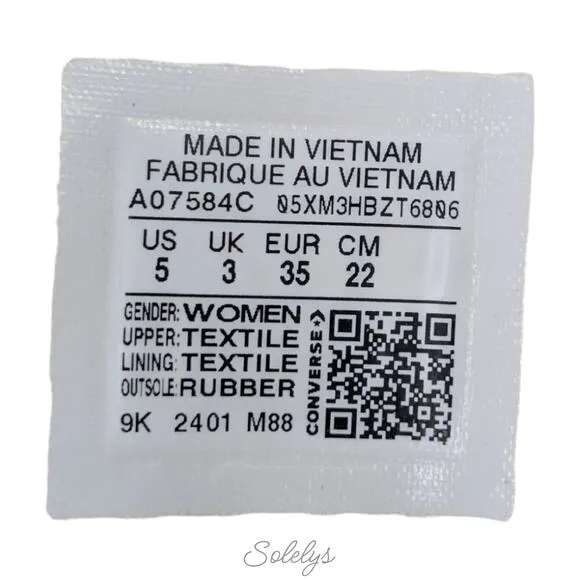 MADE IN VIETNAM
FABRIQUE AU VIETNAM
A07584C 05XM3HBZT6806
US UK EUR CM
5 3 35 22
GENDER: WOMEN
UPPER: TEXTILE
LINING: TEXTILE
OUTSOLE: RUBBER
9K 2401 M88
CONVERSE
Solelys